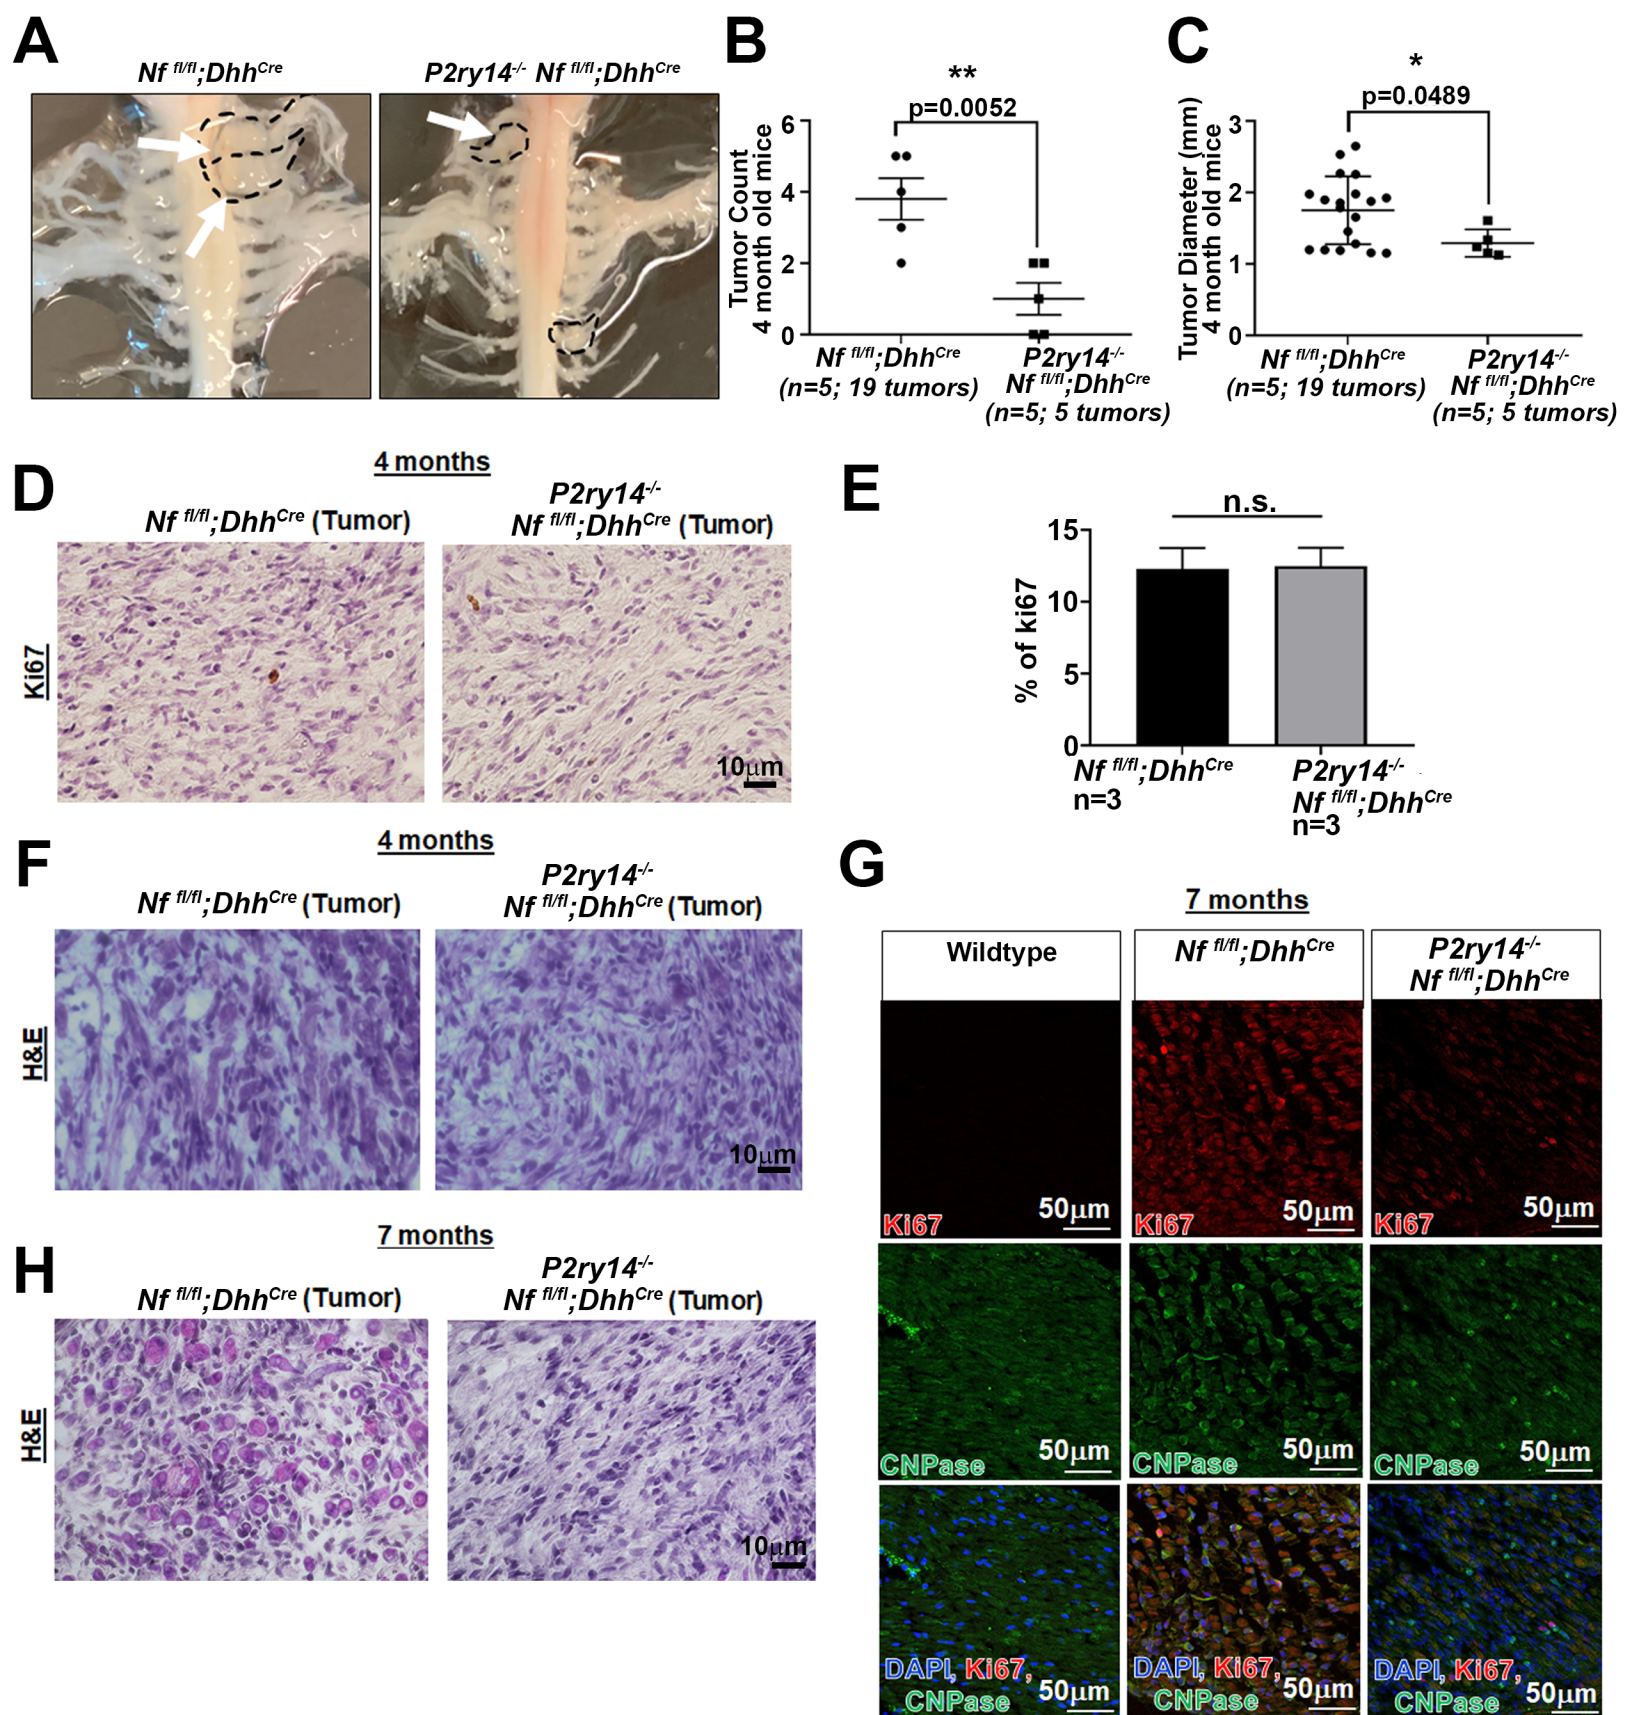 A
Nf fl/fl;DhhCre
P2ry14-/- Nf fl/fl;DhhCre
B
**
p=0.0052
Tumor Count
4 month old mice
6
4
2
0
Nf fl/fl;DhhCre
(n=5; 19 tumors)
P2ry14-/-
Nf fl/fl;DhhCre
(n=5; 5 tumors)
C
*
p=0.0489
Tumor Diameter (mm)
4 month old mice
3
2
1
0
Nf fl/fl;DhhCre
(n=5; 19 tumors)
P2ry14-/-
Nf fl/fl;DhhCre
(n=5; 5 tumors)
D
4 months
Nf fl/fl;DhhCre (Tumor)
P2ry14-/-
Nf fl/fl;DhhCre (Tumor)
Ki67
10µm
E
n.s.
% of ki67
15
10
5
0
Nf fl/fl;DhhCre
n=3
P2ry14-/-
Nf fl/fl;DhhCre
n=3
F
4 months
Nf fl/fl;DhhCre (Tumor)
P2ry14-/-
Nf fl/fl;DhhCre (Tumor)
H&E
10µm
G
7 months
Wildtype
Nf fl/fl;DhhCre
P2ry14-/-
Nf fl/fl;DhhCre
Ki67
50µm
Ki67
50µm
Ki67
50µm
CNPase
50µm
CNPase
50µm
CNPase
50µm
DAPI, Ki67,
CNPase
50µm
DAPI, Ki67,
CNPase
50µm
DAPI, Ki67,
CNPase
50µm
H
7 months
Nf fl/fl;DhhCre (Tumor)
P2ry14-/-
Nf fl/fl;DhhCre (Tumor)
H&E
10µm